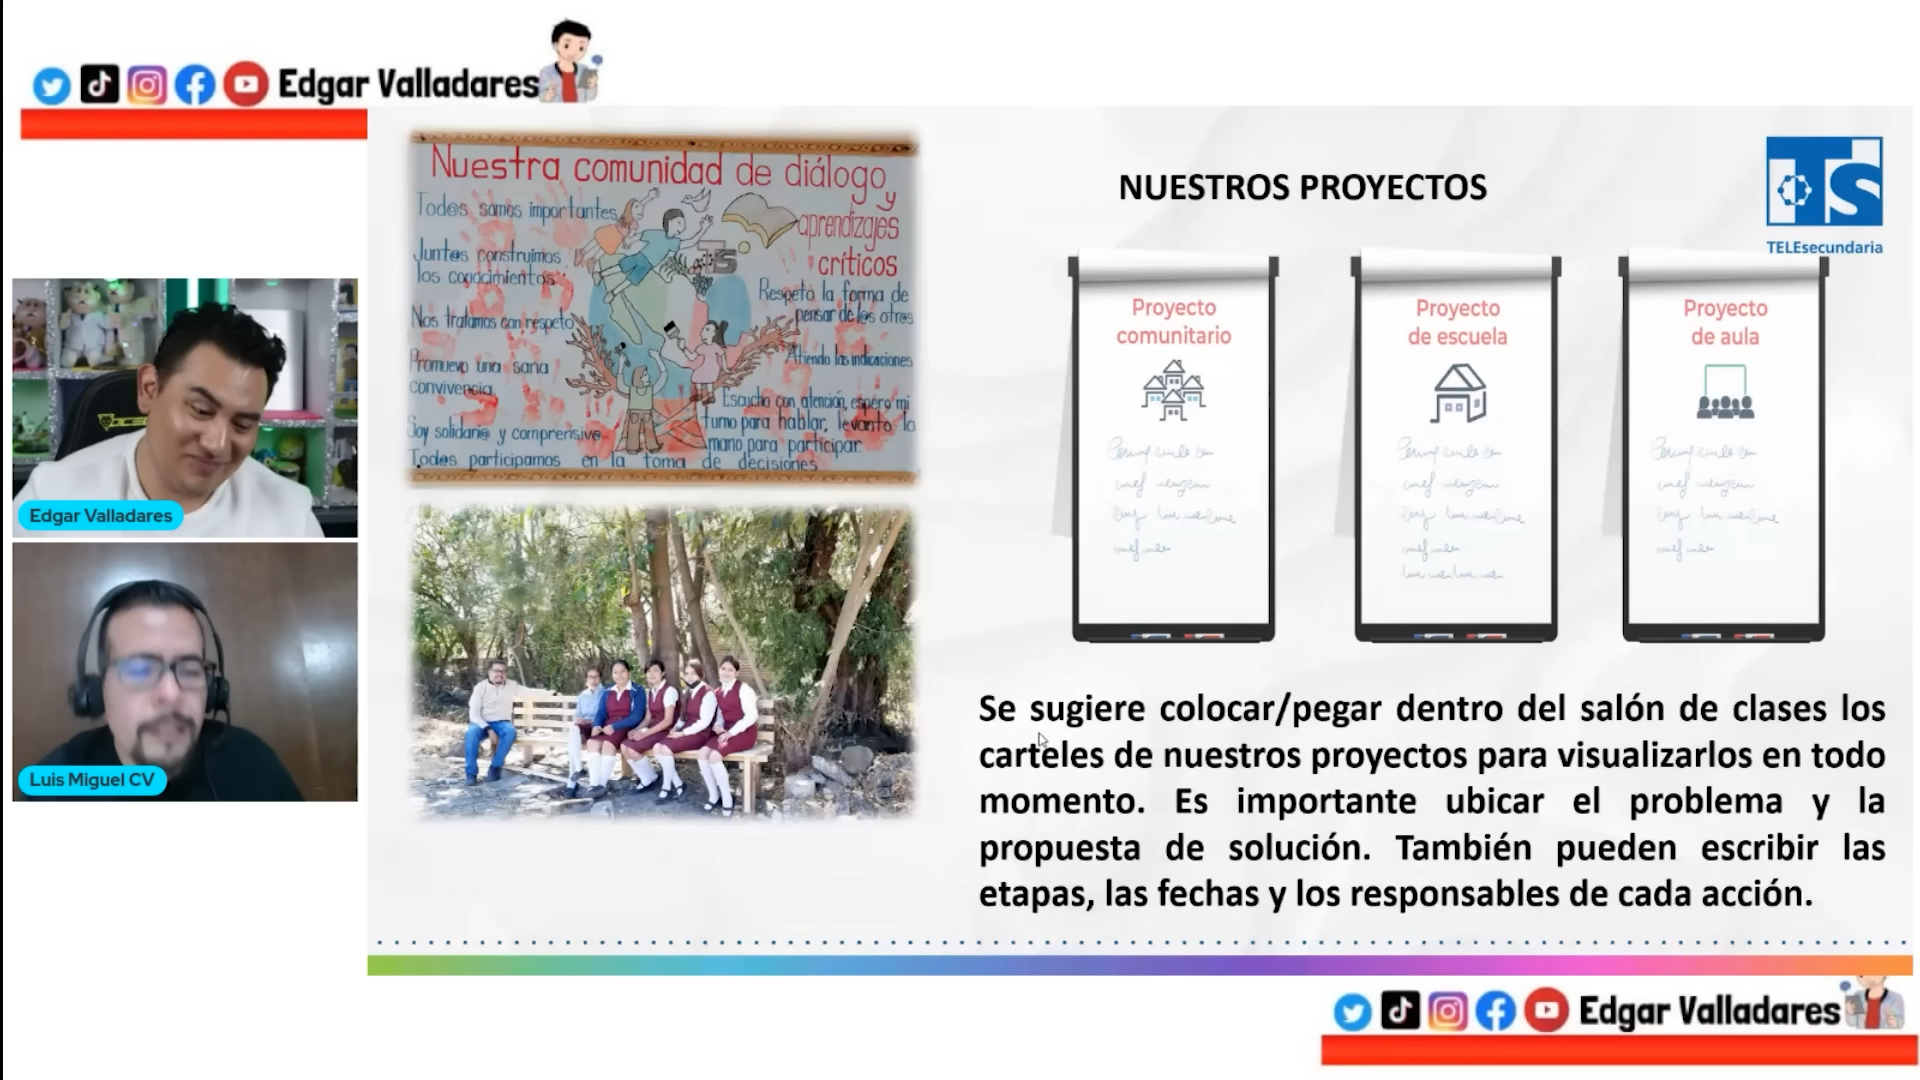 Edgar Valladares
Nuestra comunidad de diálogo
y
aprendizajes
críticos
Tod@s somos importantes
Junt@s construimos
los conocimientos
Nos tratamos con respeto
Promuevo una sana
convivencia
Soy solidari@ y comprensiv@
Respeto la forma de
pensar de l@s otr@s
Atiendo las indicaciones
Escucho con atención, espero mi
turno para hablar, levanto la
mano para participar.
Tod@s participamos en la toma de decisiones
TS
NUESTROS PROYECTOS
TS
TELEsecundaria
Proyecto
comunitario
Proyecto
de escuela
Proyecto
de aula
Se sugiere colocar/pegar dentro del salón de clases los
carteles de nuestros proyectos para visualizarlos en todo
momento. Es importante ubicar el problema y la
propuesta de solución. También pueden escribir las
etapas, las fechas y los responsables de cada acción.
Edgar Valladares
Luis Miguel CV
Edgar Valladares